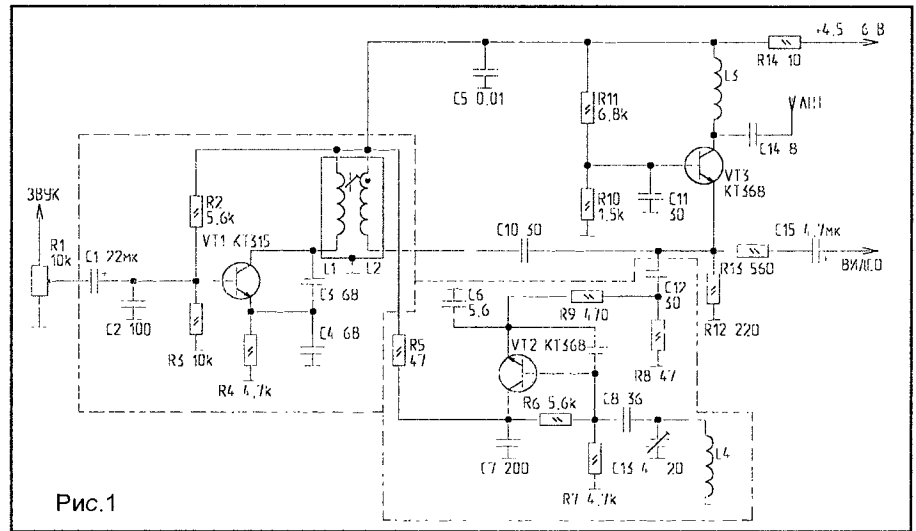 +4,5 6 В
R14 10
L3
C5 0,01
R11
6,8k
C14 8
VT3
КТ368
ЗВУК
R2
5,6k
VT1 КТ315
R10
1,5k
C11
30
R1
10k
C1 22мк
C10 30
C15 4,7мк
L1 L2
R13 560
C3 68
C12
30
C6
5,6
R9 470
C2 100
C4 68
R5
47
VT2 КТ368
R12 220
R3 10k
R8 47
R4 4,7k
R6 5,6k
C8 36
L4
C7 200
C13 4 20
R7 4,7k
Рис.1